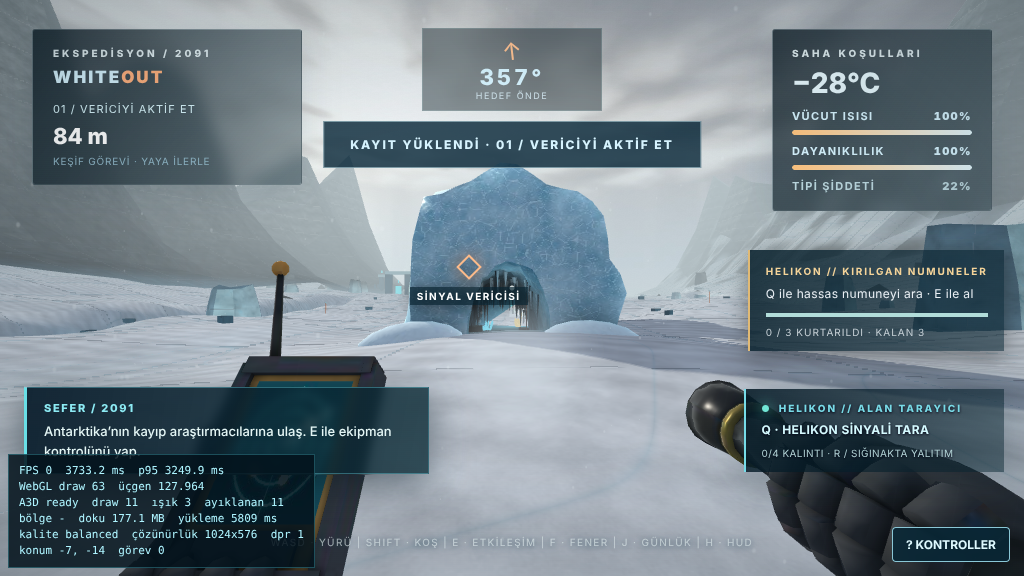 EKSPEDİSYON / 2091
WHITEOUT
01 / VERİCİYİ AKTİF ET
84 m
KEŞİF GÖREVİ · YAYA İLERLE
357°
HEDEF ÖNDE
KAYIT YÜKLENDİ · 01 / VERİCİYİ AKTİF ET
SAHA KOŞULLARI
−28°C
VÜCUT ISISI 100%
DAYANIKLILIK 100%
TİPİ ŞİDDETİ 22%
SİNYAL VERİCİSİ
HELIKON // KIRILGAN NUMUNELER
Q ile hassas numuneyi ara · E ile al
0 / 3 KURTARILDI · KALAN 3
SEFER / 2091
Antarktika'nın kayıp araştırmacılarına ulaş. E ile ekipman
kontrolünü yap.
HELIKON // ALAN TARAYICI
Q · HELIKON SİNYALİ TARA
0/4 KALINTI · R / SIĞINAKTA YALITIM
FPS 0 3733.2 ms p95 3249.9 ms
WebGL draw 63 üçgen 127.964
A3D ready draw 11 ışık 3 ayıklanan 11
bölge - doku 177.1 MB yükleme 5809 ms
kalite balanced çözünürlük 1024x576 dpr 1
konum -7, -14 görev 0
YÜRÜ | SHIFT · KOŞ | E · ETKİLEŞİM | F · FENER | J · GÜNLÜK | H · HUD
? KONTROLLER